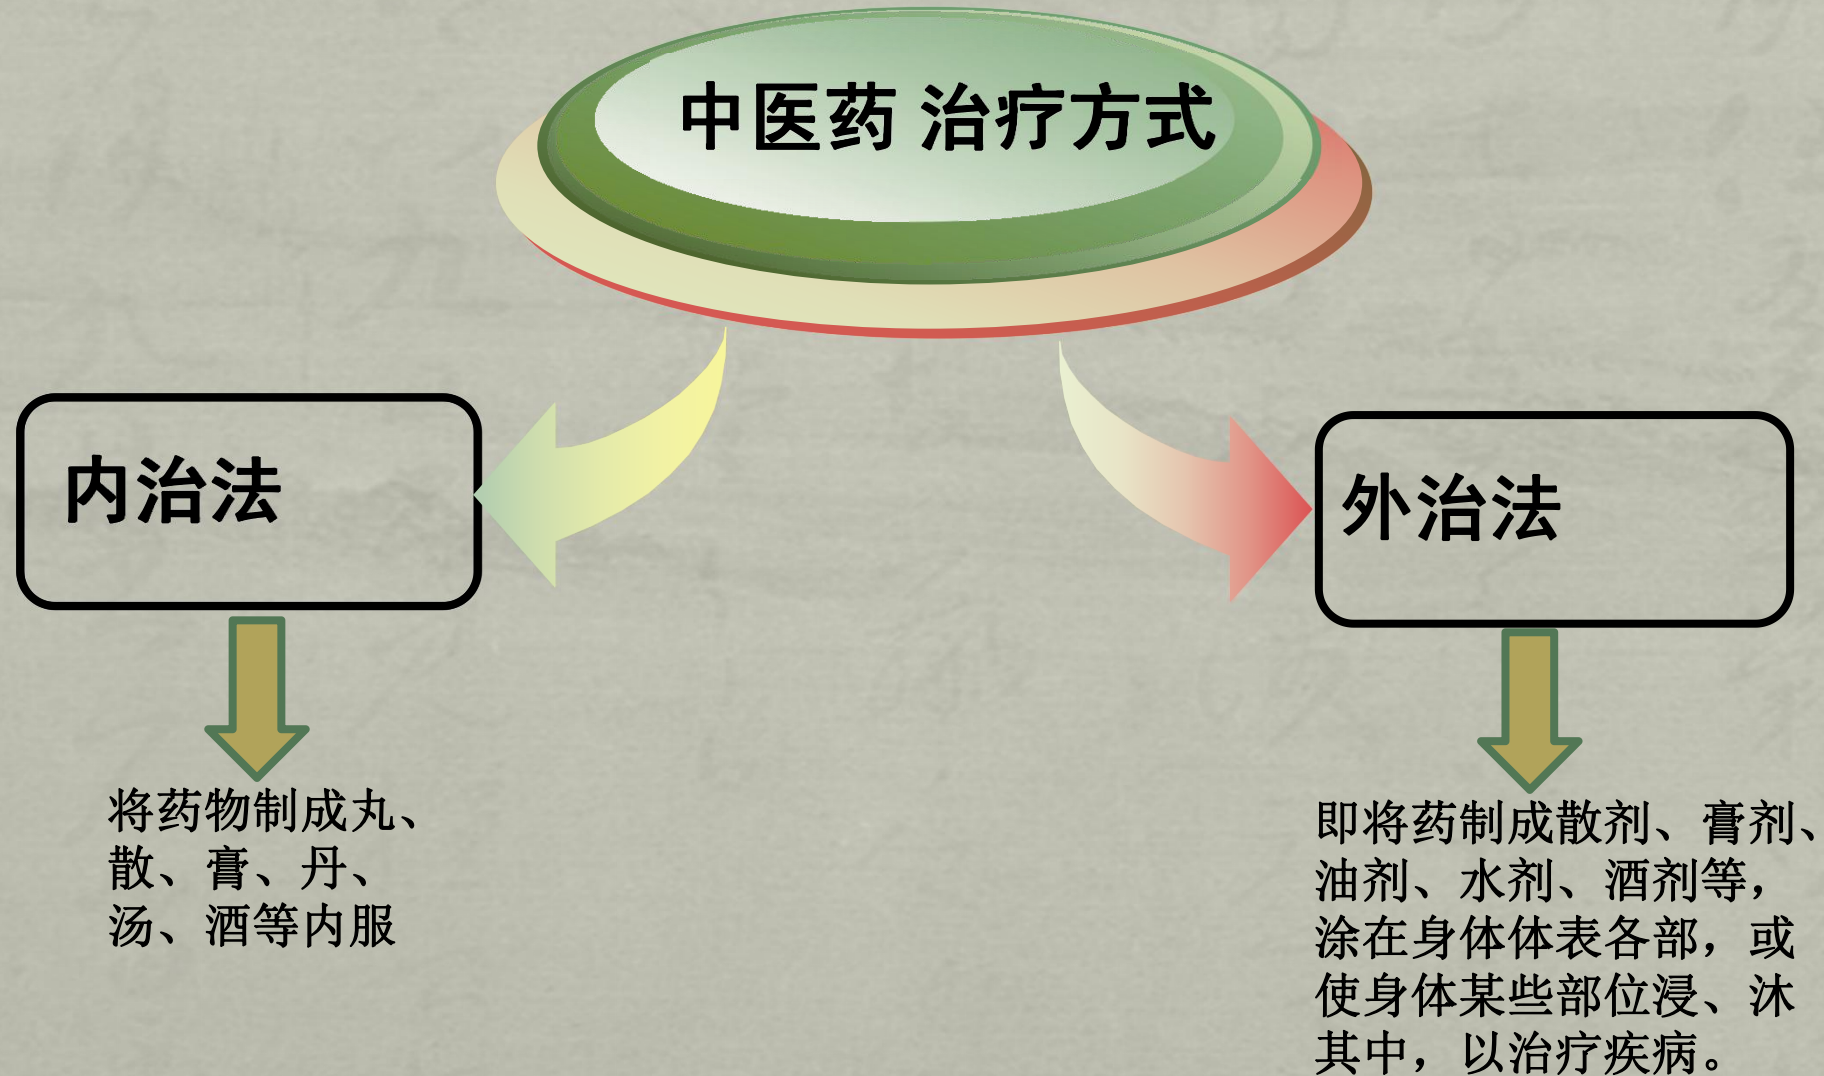 中医药 治疗方式
内治法
外治法
将药物制成丸、
散、膏、丹、
汤、酒等内服
即将药制成散剂、膏剂、
油剂、水剂、酒剂等，
涂在身体体表各部，或
使身体某些部位浸、沐
其中，以治疗疾病。